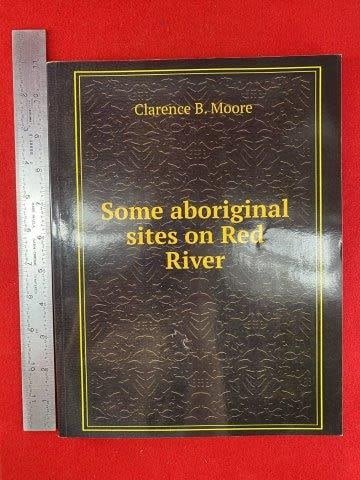 Clarence B. Moore
Some aboriginal
sites on Red
River